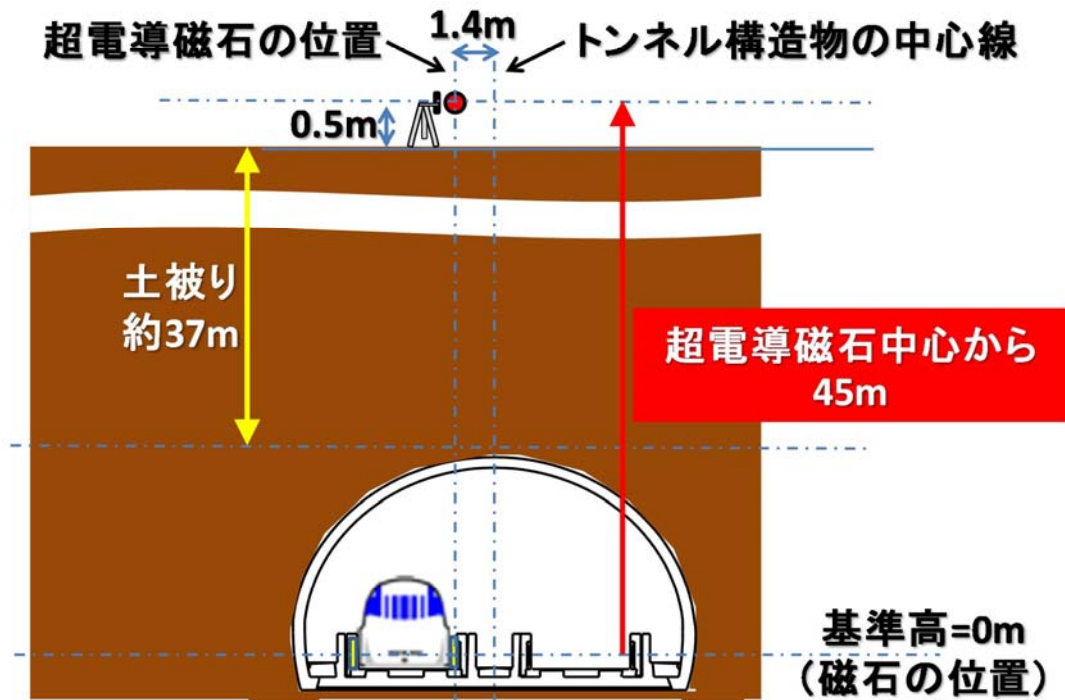 超電導磁石の位置
1.4m
トンネル構造物の中心線
0.5m
土被り
約37m
超電導磁石中心から
45m
基準高=0m
(磁石の位置)